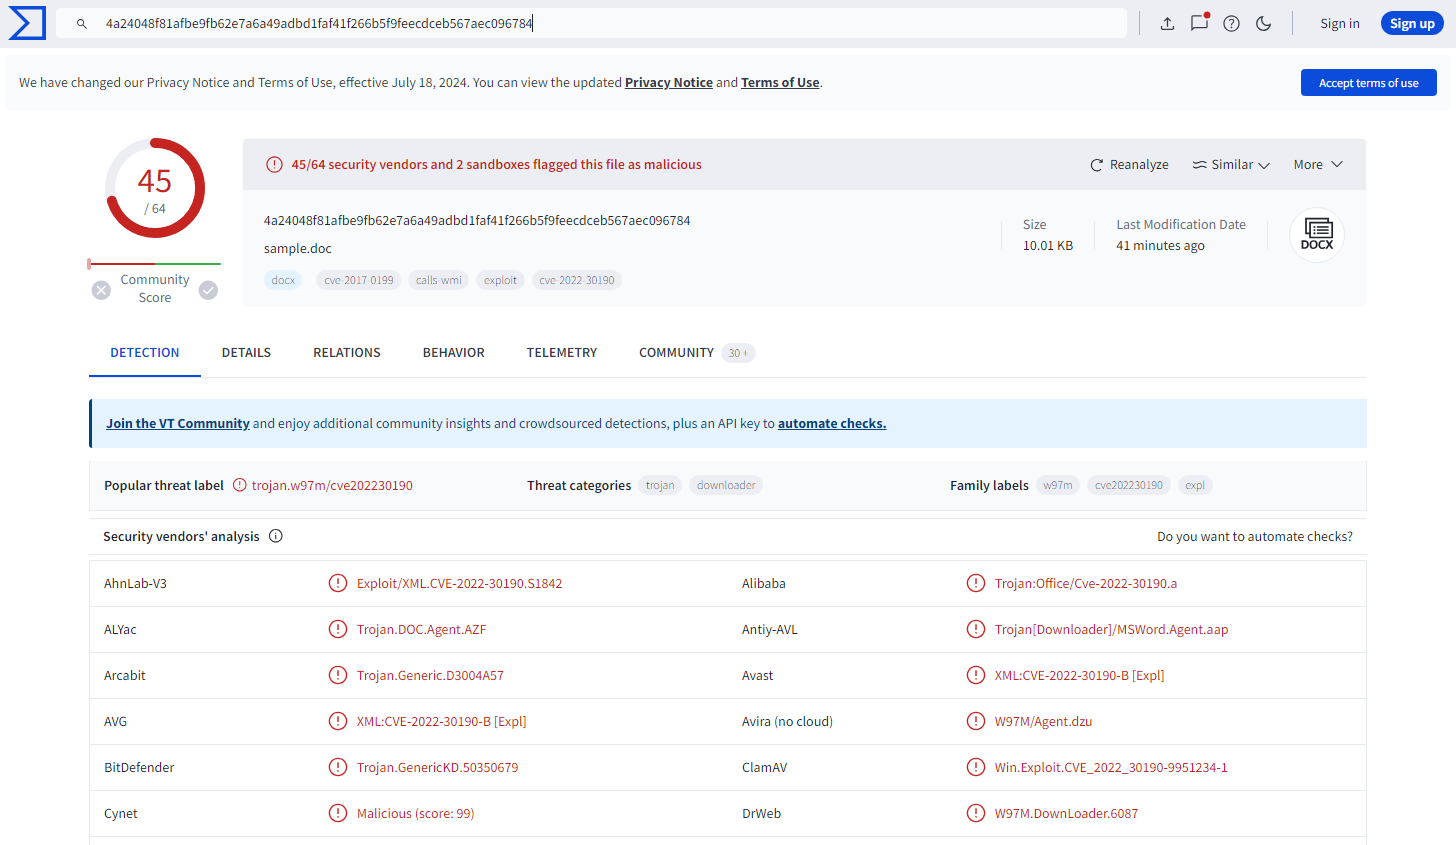 4a24048f81afbe9fb62e7a6a49adbd1faf41f266b5f9feecdceb567aec096784
Sign in
Sign up
We have changed our Privacy Notice and Terms of Use, effective July 18, 2024. You can view the updated Privacy Notice and Terms of Use.
Accept terms of use
45
/ 64
Community
Score
45/64 security vendors and 2 sandboxes flagged this file as malicious
Reanalyze
Similar
More
4a24048f81afbe9fb62e7a6a49adbd1faf41f266b5f9feecdceb567aec096784
sample.doc
docx
cve-2017-0199
calls-wmi
exploit
cve-2022-30190
Size
10.01 KB
Last Modification Date
41 minutes ago
DOCX
DETECTION
DETAILS
RELATIONS
BEHAVIOR
TELEMETRY
COMMUNITY
30 +
Join the VT Community and enjoy additional community insights and crowdsourced detections, plus an API key to automate checks.
Popular threat label
trojan.w97m/cve202230190
Threat categories
trojan
downloader
Family labels
w97m
cve202230190
expl
Security vendors' analysis
Do you want to automate checks?
AhnLab-V3
Exploit/XML.CVE-2022-30190.S1842
Alibaba
Trojan:Office/Cve-2022-30190.a
ALYac
Trojan.DOC.Agent.AZF
Antiy-AVL
Trojan[Downloader]/MSWord.Agent.aap
Arcabit
Trojan.Generic.D3004A57
Avast
XML:CVE-2022-30190-B [Expl]
AVG
XML:CVE-2022-30190-B [Expl]
Avira (no cloud)
W97M/Agent.dzu
BitDefender
Trojan.GenericKD.50350679
ClamAV
Win.Exploit.CVE_2022_30190-9951234-1
Cynet
Malicious (score: 99)
DrWeb
W97M.DownLoader.6087